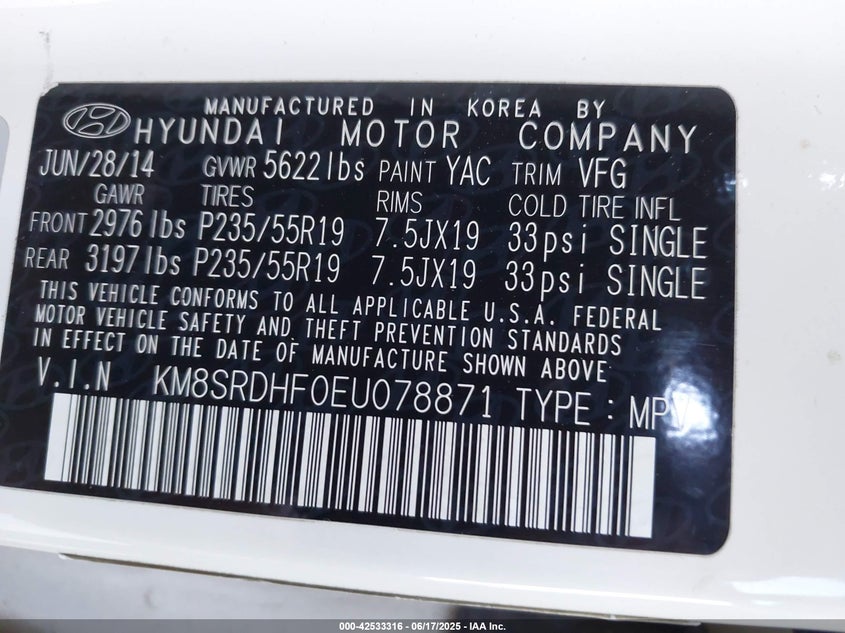 MANUFACTURED IN KOREA BY
HYUNDAI MOTOR COMPANY
JUN/28/14 GVWR 5622lbs PAINT YAC TRIM VFG
GAWR TIRES RIMS COLD TIRE INFL
FRONT 2976 lbs P235/55R19 7.5JX19 33psi SINGLE
REAR 3197 lbs P235/55R19 7.5JX19 33psi SINGLE
THIS VEHICLE CONFORMS TO ALL APPLICABLE U.S.A. FEDERAL
MOTOR VEHICLE SAFETY AND THEFT PREVENTION STANDARDS
IN EFFECT ON THE DATE OF MANUFACTURE SHOWN ABOVE.
V.I.N KM8SRDHF0EU078871 TYPE : MPV
000-42533316 - 06/17/2025 - IAA Inc.